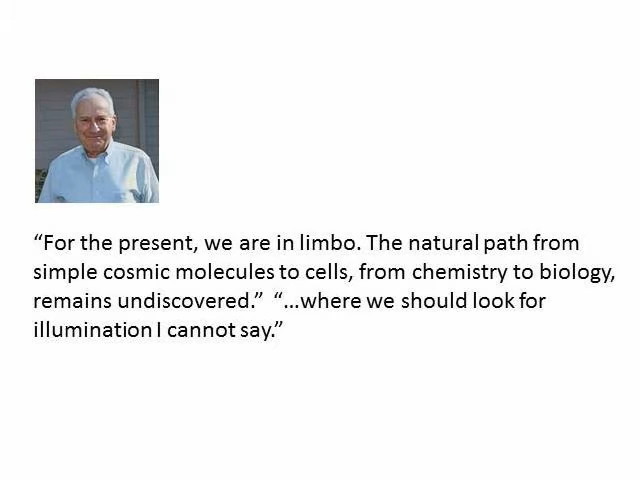 “For the present, we are in limbo. The natural path from
simple cosmic molecules to cells, from chemistry to biology,
remains undiscovered.”  “…where we should look for
illumination I cannot say.”